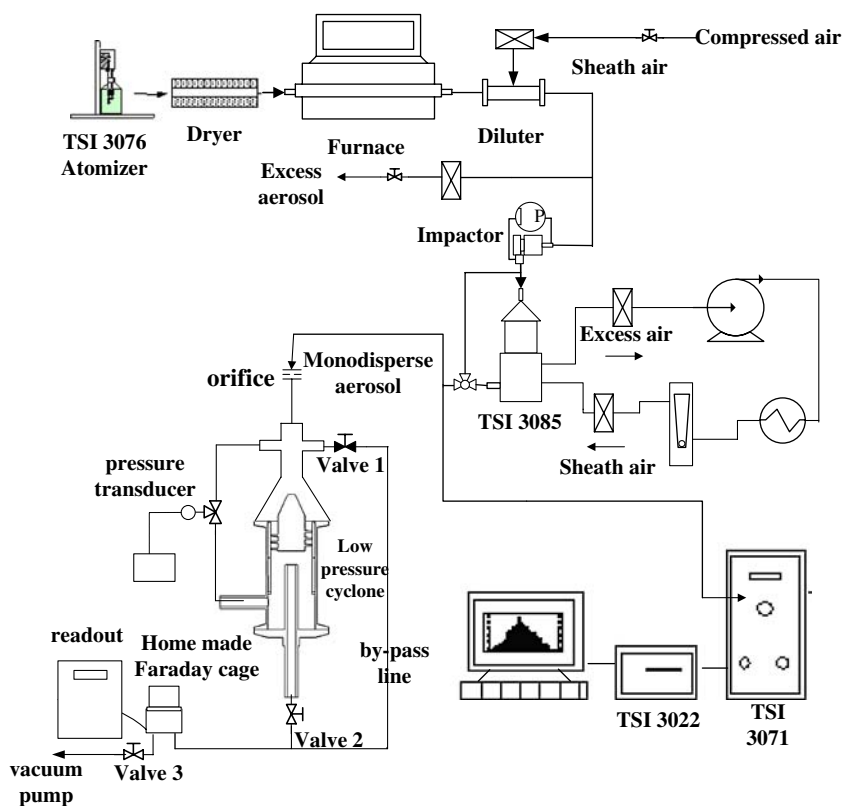 Compressed air
Sheath air
TSI 3076
Atomizer
Dryer
Furnace
Diluter
Excess
aerosol
P
Impactor
Excess air
Monodisperse
aerosol
orifice
TSI 3085
Sheath air
Valve 1
pressure
transducer
Low
pressure
cyclone
readout
Home made
Faraday cage
by-pass
line
TSI 3022
TSI
3071
Valve 2
Valve 3
vacuum
pump